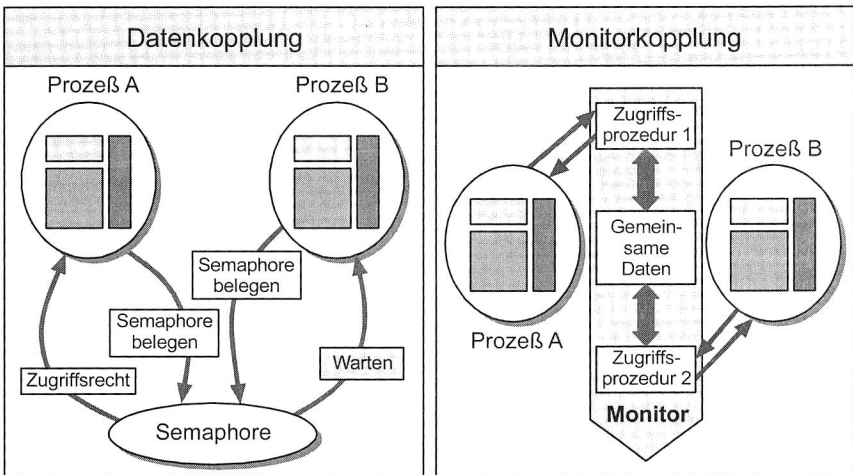 Datenkopplung
Prozeß A
Prozeß B
Semaphore
belegen
Semaphore
belegen
Zugriffsrecht
Warten
Semaphore
Monitorkopplung
Zugriffs-
prozedur 1
Prozeß B
Gemein-
same
Daten
Prozeß A
Zugriffs-
prozedur 2
Monitor